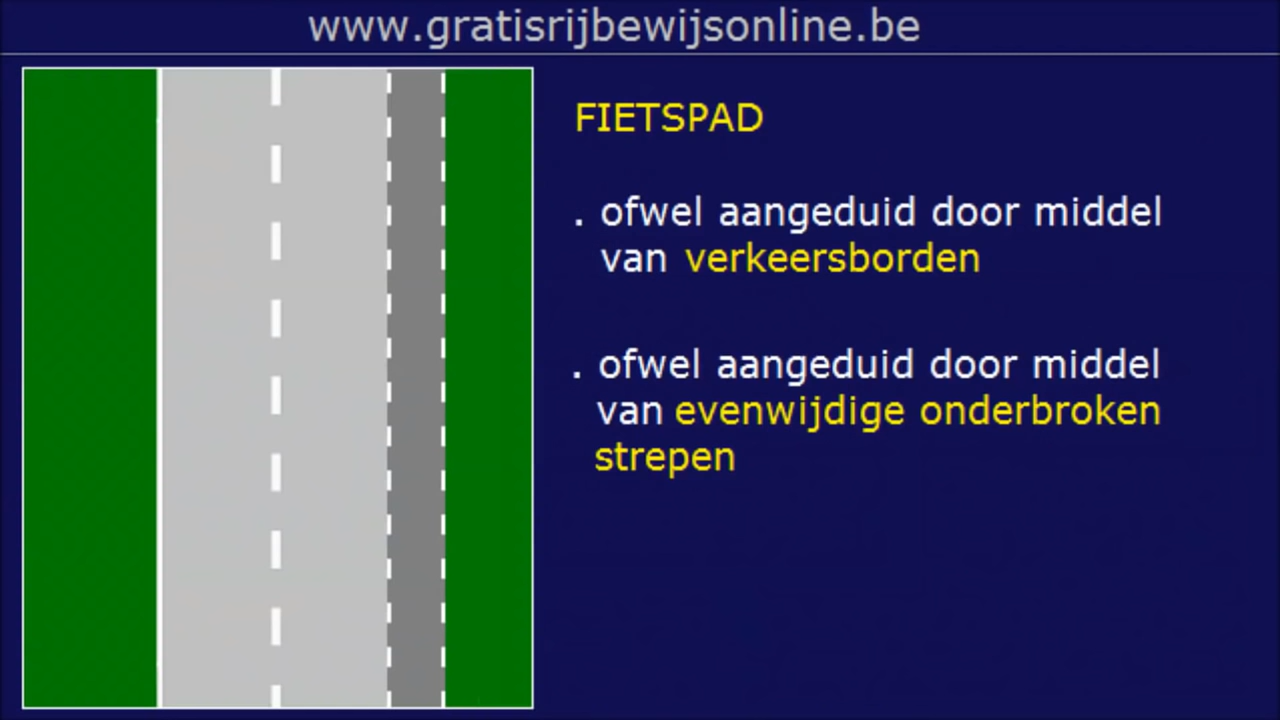 www.gratisrijbewijsonline.be
FIETSPAD
. ofwel aangeduid door middel
van verkeersborden
. ofwel aangeduid door middel
van evenwijdige onderbroken
strepen